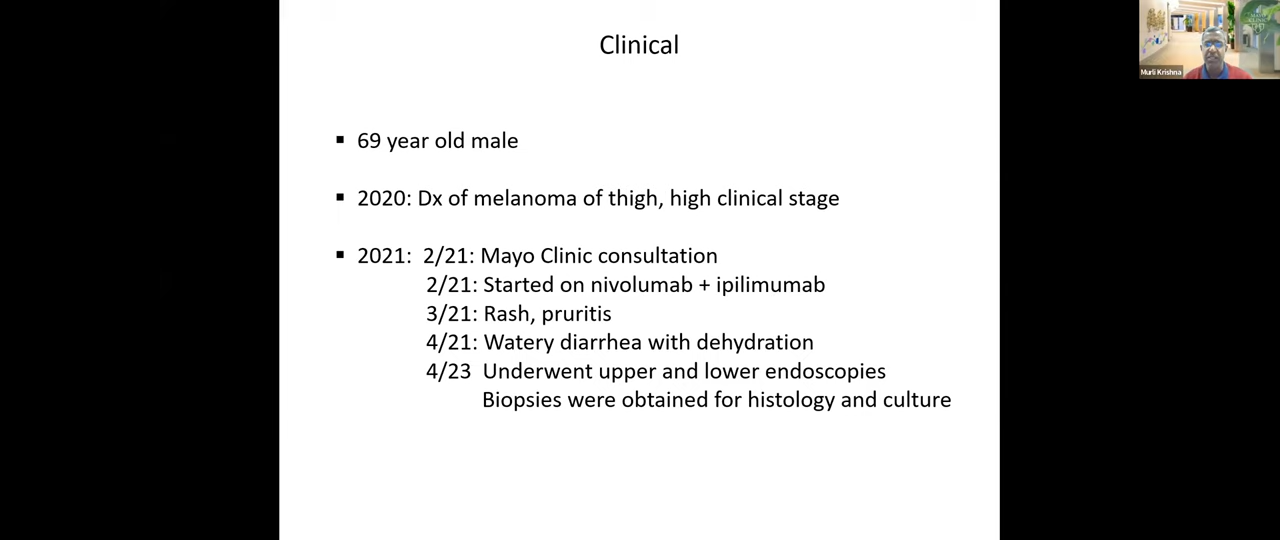 Clinical
Murli Krishna
▪ 69 year old male
▪ 2020: Dx of melanoma of thigh, high clinical stage
▪ 2021: 2/21: Mayo Clinic consultation
2/21: Started on nivolumab + ipilimumab
3/21: Rash, pruritis
4/21: Watery diarrhea with dehydration
4/23 Underwent upper and lower endoscopies
Biopsies were obtained for histology and culture